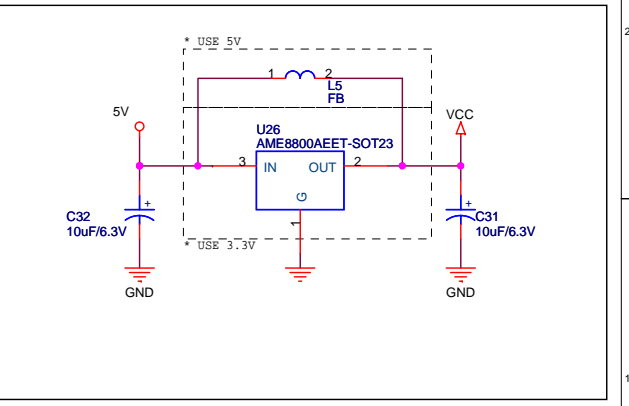 * USE 5V
1
2
L5
FB
5V
VCC
U26
AME8800AEET-SOT23
3
IN
OUT
2
G
1
C32
10uF/6.3V
+
+
C31
10uF/6.3V
* USE 3.3V
GND
GND
2
1